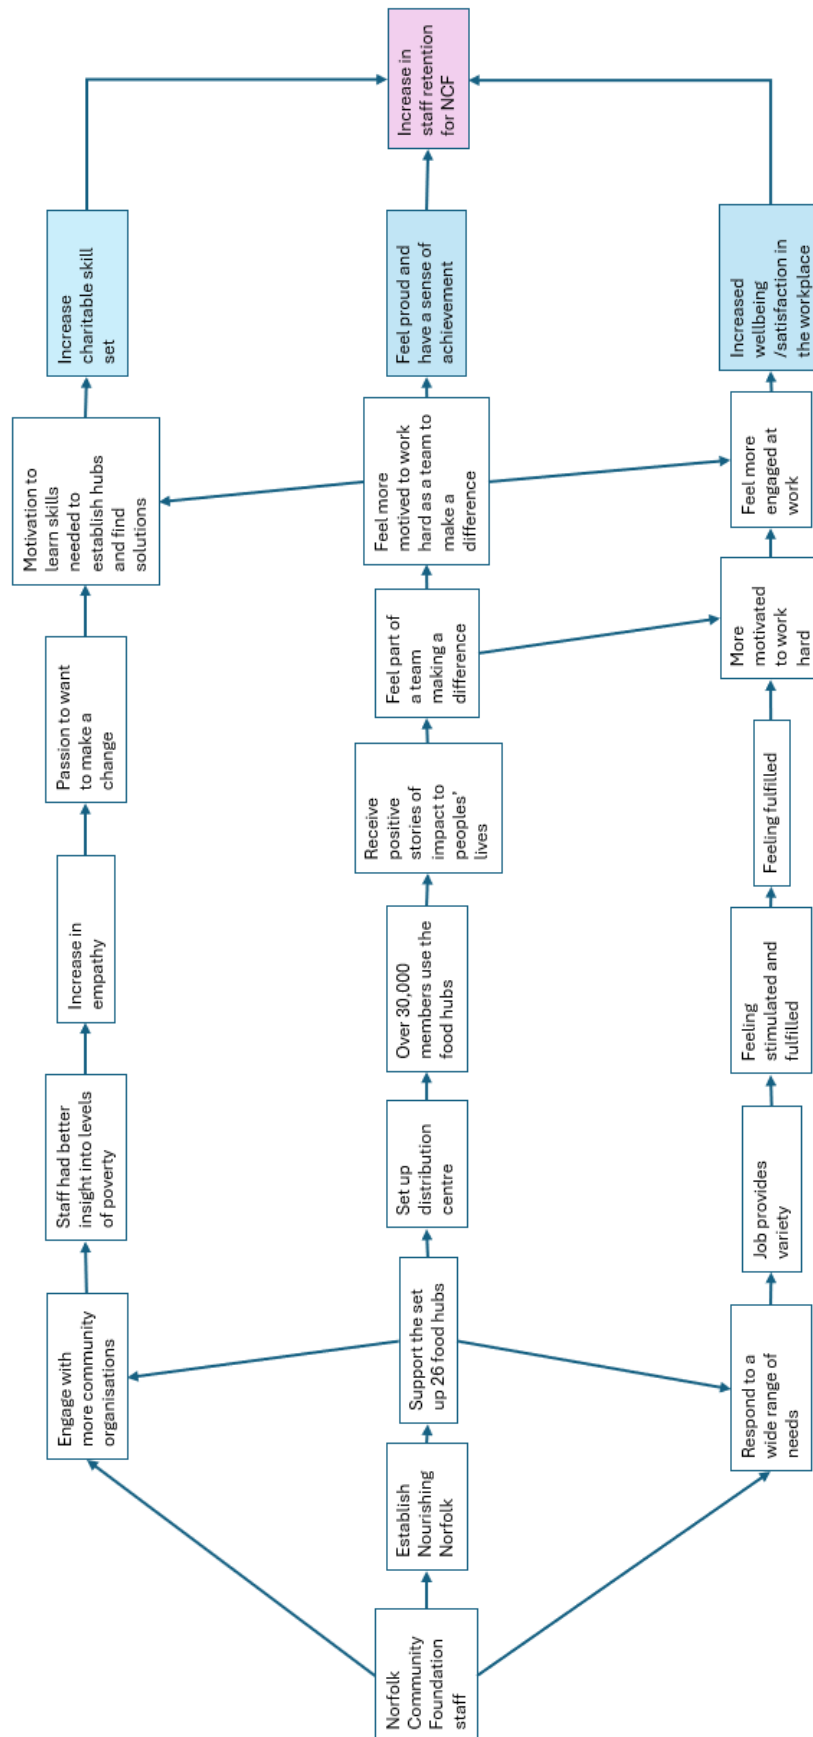 Norfolk
Community
Foundation
staff
Engage with
more community
organisations
Staff had better
insight into levels
of poverty
Increase in
empathy
Passion to want
to make a
change
Motivation to
learn skills
needed to
establish hubs
and find
solutions
Increase
charitable skill
set
Establish
Nourishing
Norfolk
Support the set
up 26 food hubs
Set up
distribution
centre
Over 30,000
members use the
food hubs
Receive
positive
stories of
impact to
peoples'
lives
Feel part of
a team
making a
difference
Feel more
motived to work
hard as a team to
make a
difference
Feel proud and
have a sense of
achievement
Increase in
staff retention
for NCF
Respond to a
wide range of
needs
Job provides
variety
Feeling
stimulated and
fulfilled
Feeling fulfilled
More
motivated
to work
hard
Feel more
engaged at
work
Increased
wellbeing
/satisfaction in
the workplace